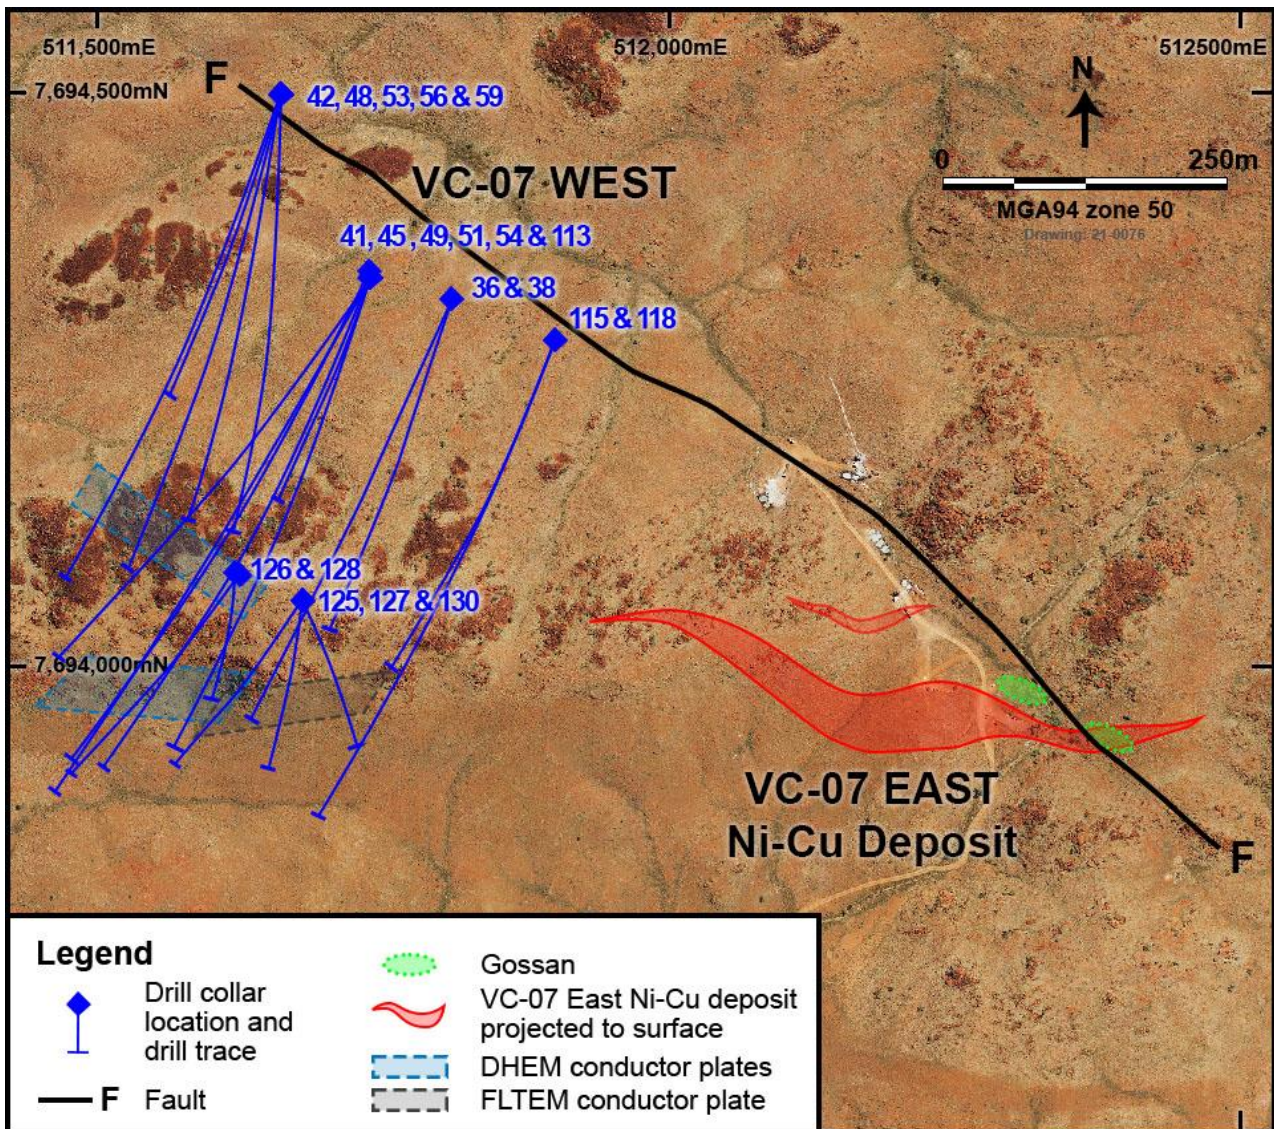 511,500mE
512,000mE
512500mE
F
7,694,500mN
42, 48, 53, 56 & 59
N
0
250m
MGA94 zone 50
Drawing: 21-0076
VC-07 WEST
41, 45 , 49, 51, 54 & 113
36 & 38
115 & 118
126 & 128
125, 127 & 130
7,694,000mN
VC-07 EAST
Ni-Cu Deposit
F
Legend
Drill collar
location and
drill trace
F Fault
Gossan
VC-07 East Ni-Cu deposit
projected to surface
DHEM conductor plates
FLTEM conductor plate